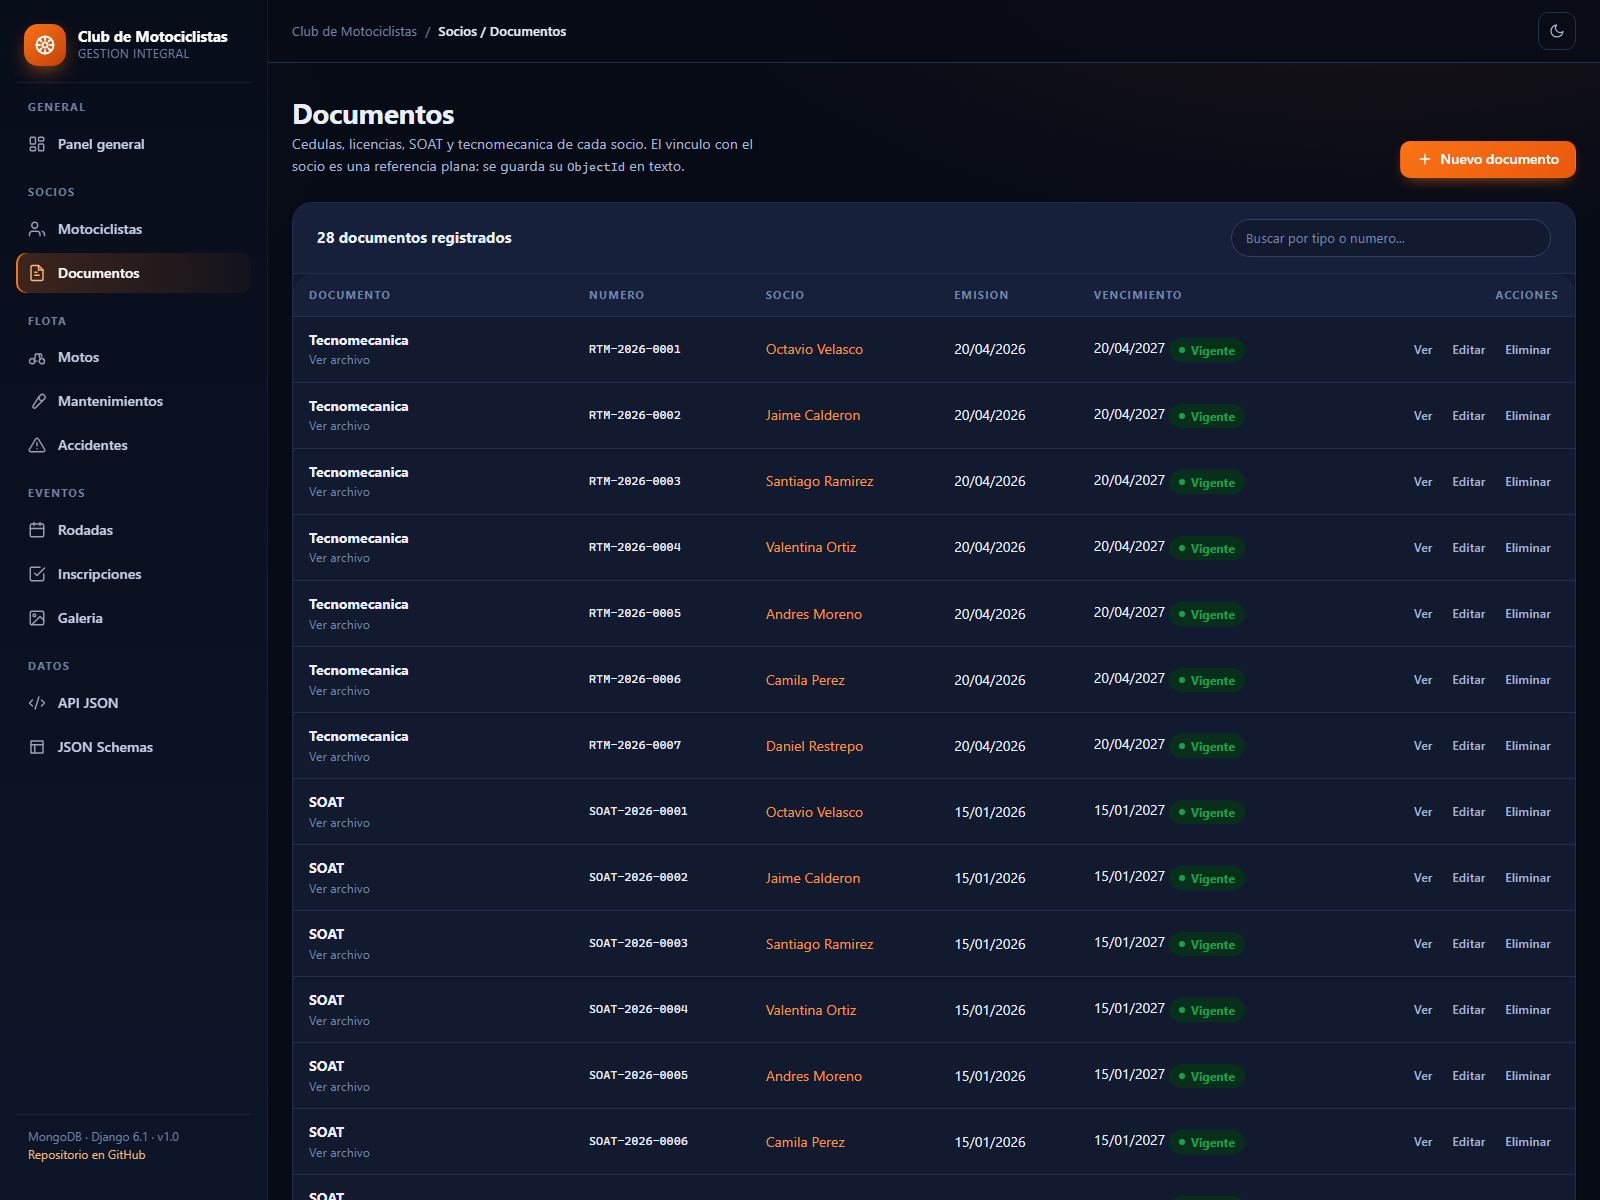 Club de Motociclistas
GESTION INTEGRAL
GENERAL
Panel general
SOCIOS
Motociclistas
Documentos
FLOTA
Motos
Mantenimientos
Accidentes
EVENTOS
Rodadas
Inscripciones
Galeria
DATOS
API JSON
JSON Schemas
MongoDB · Django 6.1 · v1.0
Repositorio en GitHub
Club de Motociclistas / Socios / Documentos
Documentos
Cedulas, licencias, SOAT y tecnomecanica de cada socio. El vinculo con el
socio es una referencia plana: se guarda su ObjectId en texto.
+ Nuevo documento
28 documentos registrados
Buscar por tipo o numero...
DOCUMENTO NUMERO SOCIO EMISION VENCIMIENTO ACCIONES
Tecnomecanica
Ver archivo
RTM-2026-0001 Octavio Velasco 20/04/2026 20/04/2027 Vigente Ver Editar Eliminar
Tecnomecanica
Ver archivo
RTM-2026-0002 Jaime Calderon 20/04/2026 20/04/2027 Vigente Ver Editar Eliminar
Tecnomecanica
Ver archivo
RTM-2026-0003 Santiago Ramirez 20/04/2026 20/04/2027 Vigente Ver Editar Eliminar
Tecnomecanica
Ver archivo
RTM-2026-0004 Valentina Ortiz 20/04/2026 20/04/2027 Vigente Ver Editar Eliminar
Tecnomecanica
Ver archivo
RTM-2026-0005 Andres Moreno 20/04/2026 20/04/2027 Vigente Ver Editar Eliminar
Tecnomecanica
Ver archivo
RTM-2026-0006 Camila Perez 20/04/2026 20/04/2027 Vigente Ver Editar Eliminar
Tecnomecanica
Ver archivo
RTM-2026-0007 Daniel Restrepo 20/04/2026 20/04/2027 Vigente Ver Editar Eliminar
SOAT
Ver archivo
SOAT-2026-0001 Octavio Velasco 15/01/2026 15/01/2027 Vigente Ver Editar Eliminar
SOAT
Ver archivo
SOAT-2026-0002 Jaime Calderon 15/01/2026 15/01/2027 Vigente Ver Editar Eliminar
SOAT
Ver archivo
SOAT-2026-0003 Santiago Ramirez 15/01/2026 15/01/2027 Vigente Ver Editar Eliminar
SOAT
Ver archivo
SOAT-2026-0004 Valentina Ortiz 15/01/2026 15/01/2027 Vigente Ver Editar Eliminar
SOAT
Ver archivo
SOAT-2026-0005 Andres Moreno 15/01/2026 15/01/2027 Vigente Ver Editar Eliminar
SOAT
Ver archivo
SOAT-2026-0006 Camila Perez 15/01/2026 15/01/2027 Vigente Ver Editar Eliminar
SOAT